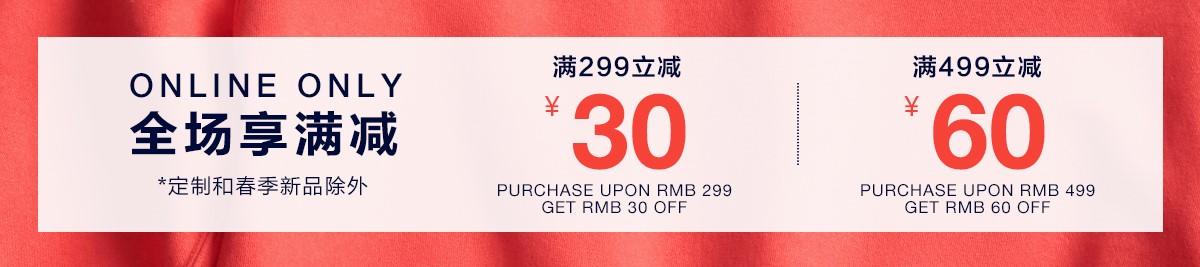 ONLINE ONLY
全场享满减
*定制和春季新品除外
满299立减
¥30
PURCHASE UPON RMB 299
GET RMB 30 OFF
满499立减
¥60
PURCHASE UPON RMB 499
GET RMB 60 OFF